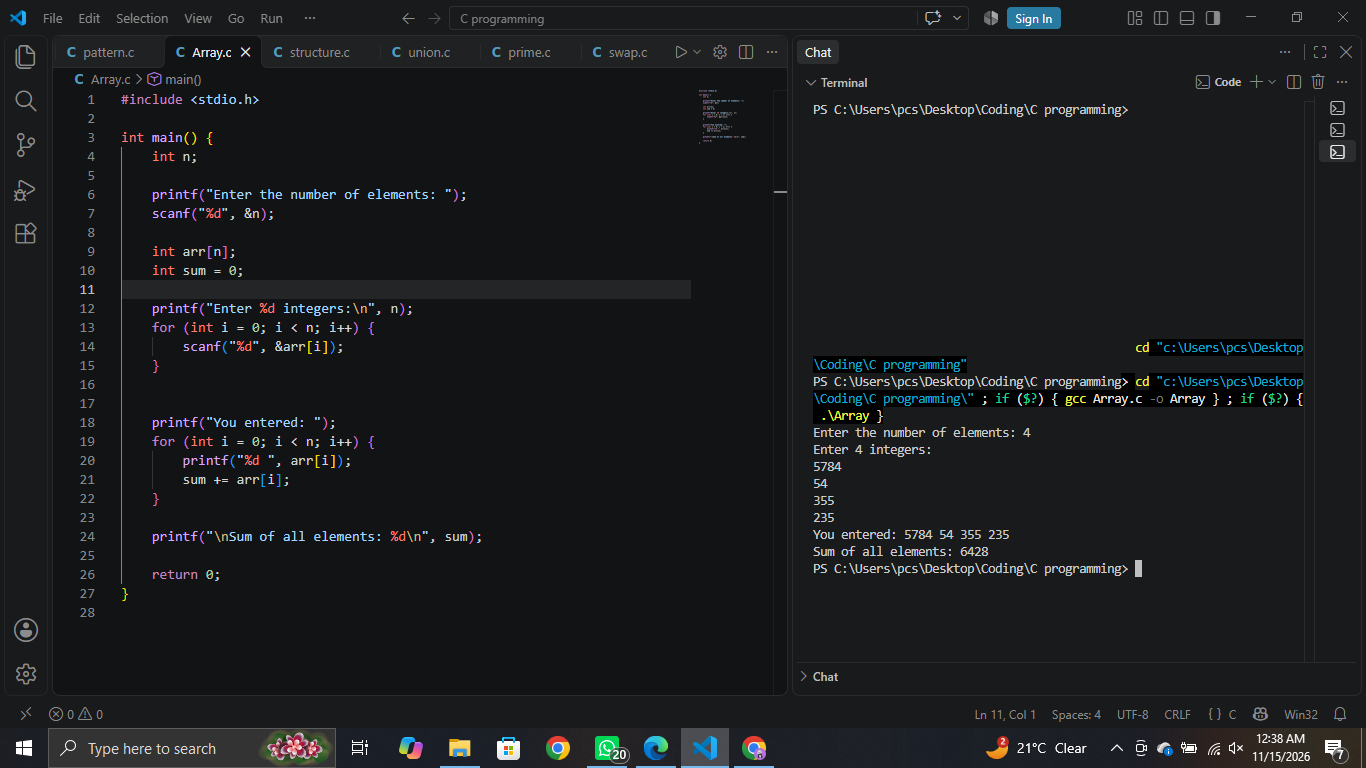 File Edit Selection View Go Run ··· C programming Sign In
C pattern.c C Array.c C structure.c C union.c C prime.c C swap.c ···
C Array.c > main()
1 #include <stdio.h>
2
3 int main() {
4     int n;
5
6     printf("Enter the number of elements: ");
7     scanf("%d", &n);
8
9     int arr[n];
10     int sum = 0;
11
12     printf("Enter %d integers:\n", n);
13     for (int i = 0; i < n; i++) {
14         scanf("%d", &arr[i]);
15     }
16
17
18     printf("You entered: ");
19     for (int i = 0; i < n; i++) {
20         printf("%d ", arr[i]);
21         sum += arr[i];
22     }
23
24     printf("\nSum of all elements: %d\n", sum);
25
26     return 0;
27 }
28
Chat
Terminal Code
PS C:\Users\pcs\Desktop\Coding\C programming>
cd "c:\Users\pcs\Desktop
\Coding\C programming"
PS C:\Users\pcs\Desktop\Coding\C programming> cd "c:\Users\pcs\Desktop
\Coding\C programming\" ; if ($?) { gcc Array.c -o Array } ; if ($?) {
 .\Array }
Enter the number of elements: 4
Enter 4 integers:
5784
54
355
235
You entered: 5784 54 355 235
Sum of all elements: 6428
PS C:\Users\pcs\Desktop\Coding\C programming>
Chat
0 0 Ln 11, Col 1 Spaces: 4 UTF-8 CRLF {} C Win32
Type here to search 20 2 21°C Clear 12:38 AM
11/15/2026 7